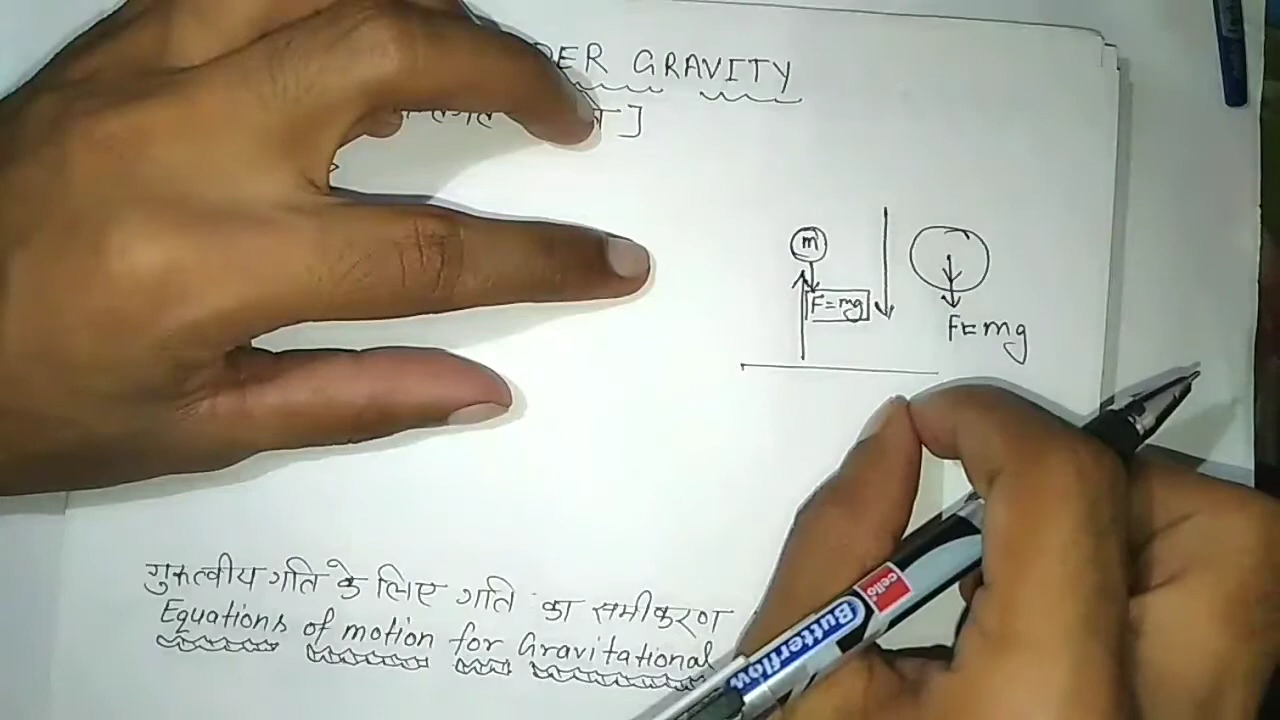 GRAVITY
]
m
F=mg
F=mg
गुरुत्वीय गति के लिए गति का समीकरण
Equations of motion for Gravitational
cello
Butterflow